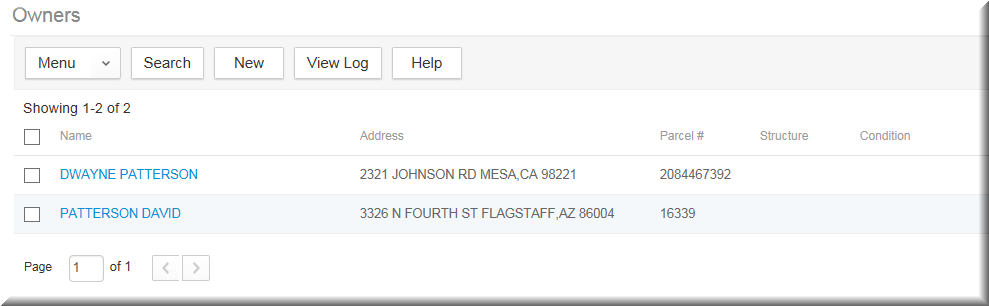 Owners
Menu Search New View Log Help
Showing 1-2 of 2
Name Address Parcel # Structure Condition
DWAYNE PATTERSON 2321 JOHNSON RD MESA,CA 98221 2084467392
PATTERSON DAVID 3326 N FOURTH ST FLAGSTAFF,AZ 86004 16339
Page 1 of 1